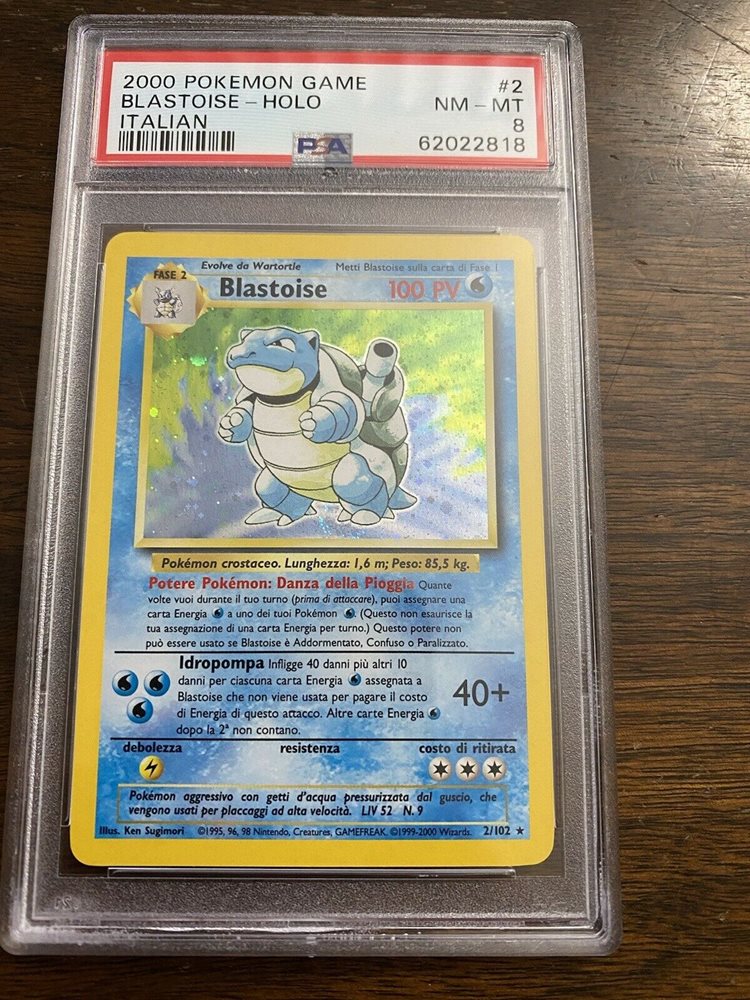 2000 POKEMON GAME #2
BLASTOISE – HOLO NM – MT
ITALIAN 8
PSA 62022818
Evolve da Wartortle Metti Blastoise sulla carta di Fase 1
FASE 2
Blastoise 100 PV
Pokémon crostaceo. Lunghezza: 1,6 m; Peso: 85,5 kg.
Potere Pokémon: Danza della Pioggia Quante
volte vuoi durante il tuo turno (prima di attaccare), puoi assegnare una
carta Energia a uno dei tuoi Pokémon . (Questo non esaurisce la
tua assegnazione di una carta Energia per turno.) Questo potere non
può essere usato se Blastoise è Addormentato, Confuso o Paralizzato.
Idropompa Infligge 40 danni più altri 10
danni per ciascuna carta Energia assegnata a
Blastoise che non viene usata per pagare il costo
di Energia di questo attacco. Altre carte Energia
dopo la 2ª non contano.
40+
debolezza resistenza costo di ritirata
Pokémon aggressivo con getti d'acqua pressurizzata dal guscio, che
vengono usati per placcaggi ad alta velocità. LIV 52 N. 9
Illus. Ken Sugimori ©1995, 96, 98 Nintendo, Creatures, GAMEFREAK. ©1999-2000 Wizards. 2/102 ★